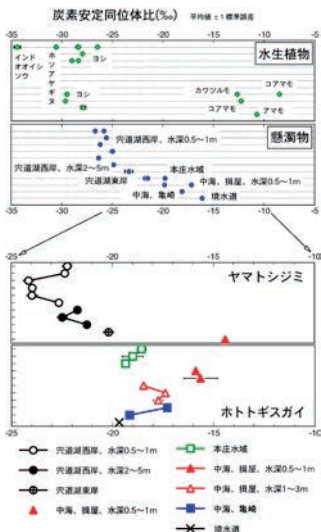 炭素安定同位体比(‰) 平均値 ±1標準誤差
-35 -30 -25 -20 -15 -10 -5
水生植物
インドオオイシソウ
ホソアヤギヌ
ヨシ
ヨシ
カワツルモ
コアマモ
コアマモ
アマモ
懸濁物
宍道湖西岸、水深0.5~1m
宍道湖西岸、水深2~5m
本庄水域
宍道湖東岸
中海、揖屋、水深0.5~1m
中海、亀崎
境水道
-35 -30 -25 -20 -15 -10 -5
ヤマトシジミ
ホトトギスガイ
-25 -20 -15 -10
宍道湖西岸、水深0.5~1m
宍道湖西岸、水深2~5m
宍道湖東岸
中海、揖屋、水深0.5~1m
本庄水域
中海、揖屋、水深0.5~1m
中海、揖屋、水深1~3m
中海、亀崎
境水道